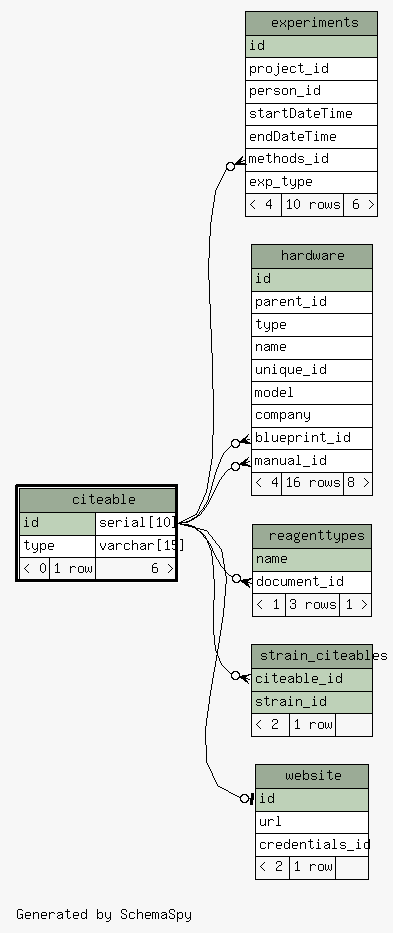 experiments
id
project_id
person_id
startDateTime
endDateTime
methods_id
exp_type
< 4 10 rows 6 >
hardware
id
parent_id
type
name
unique_id
model
company
blueprint_id
manual_id
< 4 16 rows 8 >
citeable
id serial[10]
type varchar[15]
< 0 1 row 6 >
reagenttypes
name
document_id
< 1 3 rows 1 >
strain_citeables
citeable_id
strain_id
< 2 1 row
website
id
url
credentials_id
< 2 1 row
Generated by SchemaSpy